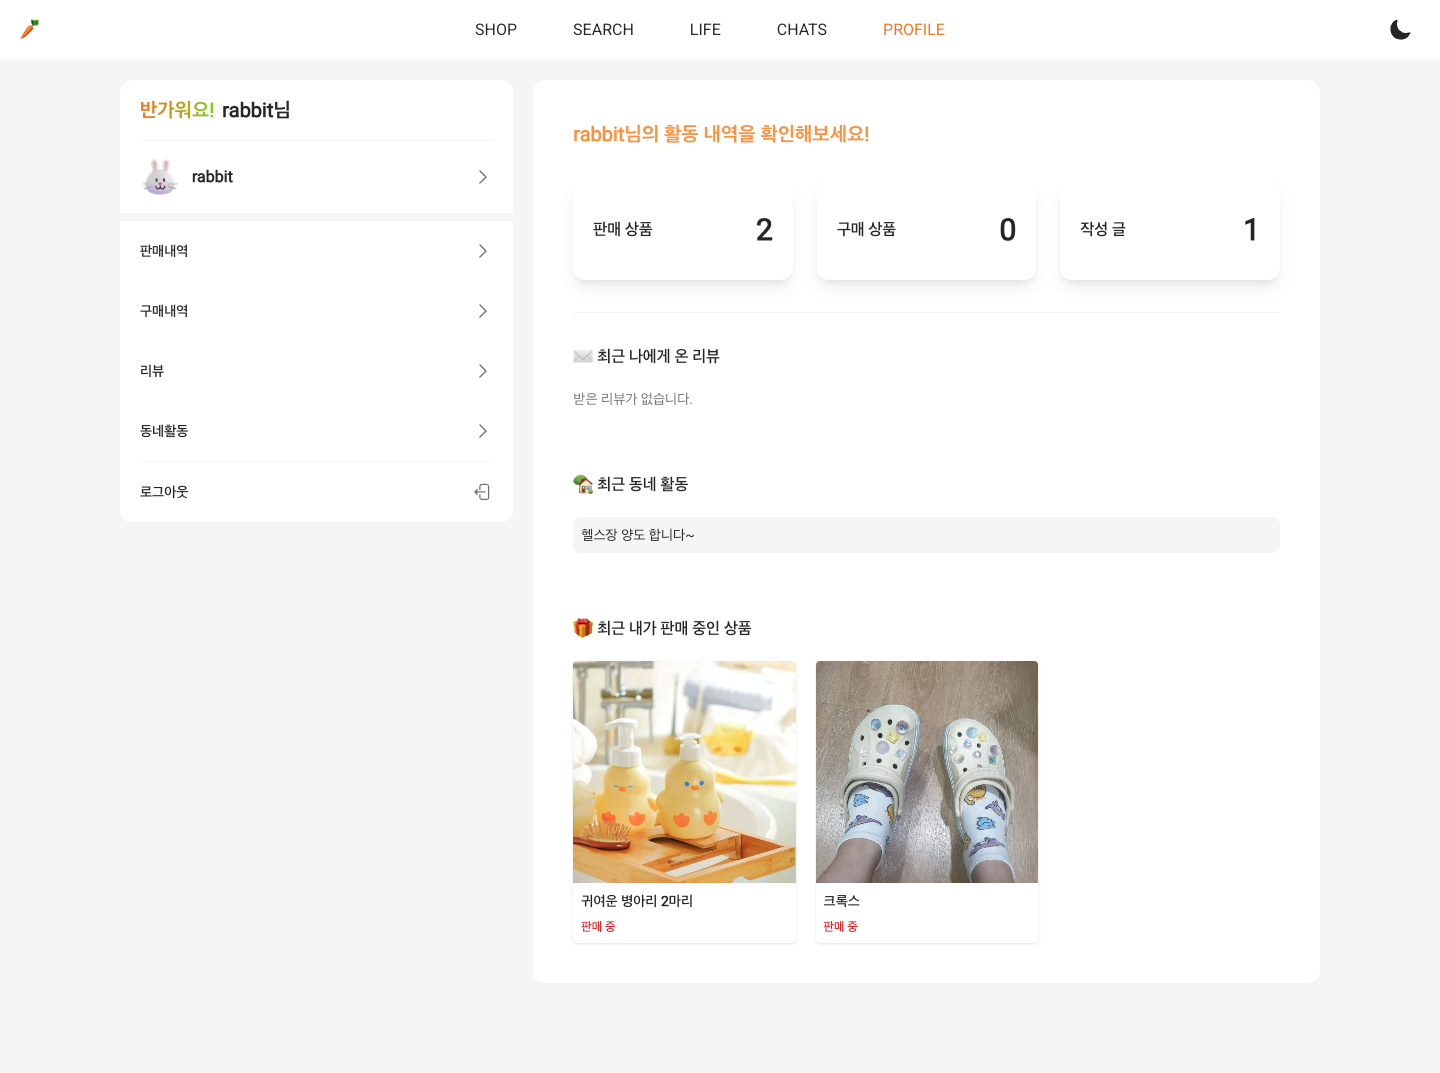 SHOP SEARCH LIFE CHATS PROFILE
반가워요! rabbit님
rabbit
판매내역
구매내역
리뷰
동네활동
로그아웃
rabbit님의 활동 내역을 확인해보세요!
판매 상품 2
구매 상품 0
작성 글 1
최근 나에게 온 리뷰
받은 리뷰가 없습니다.
최근 동네 활동
헬스장 양도 합니다~
최근 내가 판매 중인 상품
귀여운 병아리 2마리
판매 중
크록스
판매 중